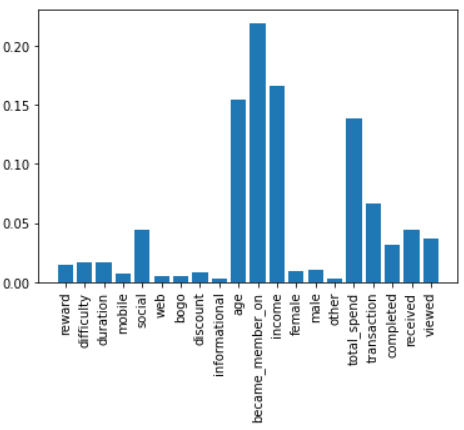 0.20
0.15
0.10
0.05
0.00
reward
difficulty
duration
mobile
social
web
bogo
discount
informational
age
became_member_on
income
female
male
other
total_spend
transaction
completed
received
viewed